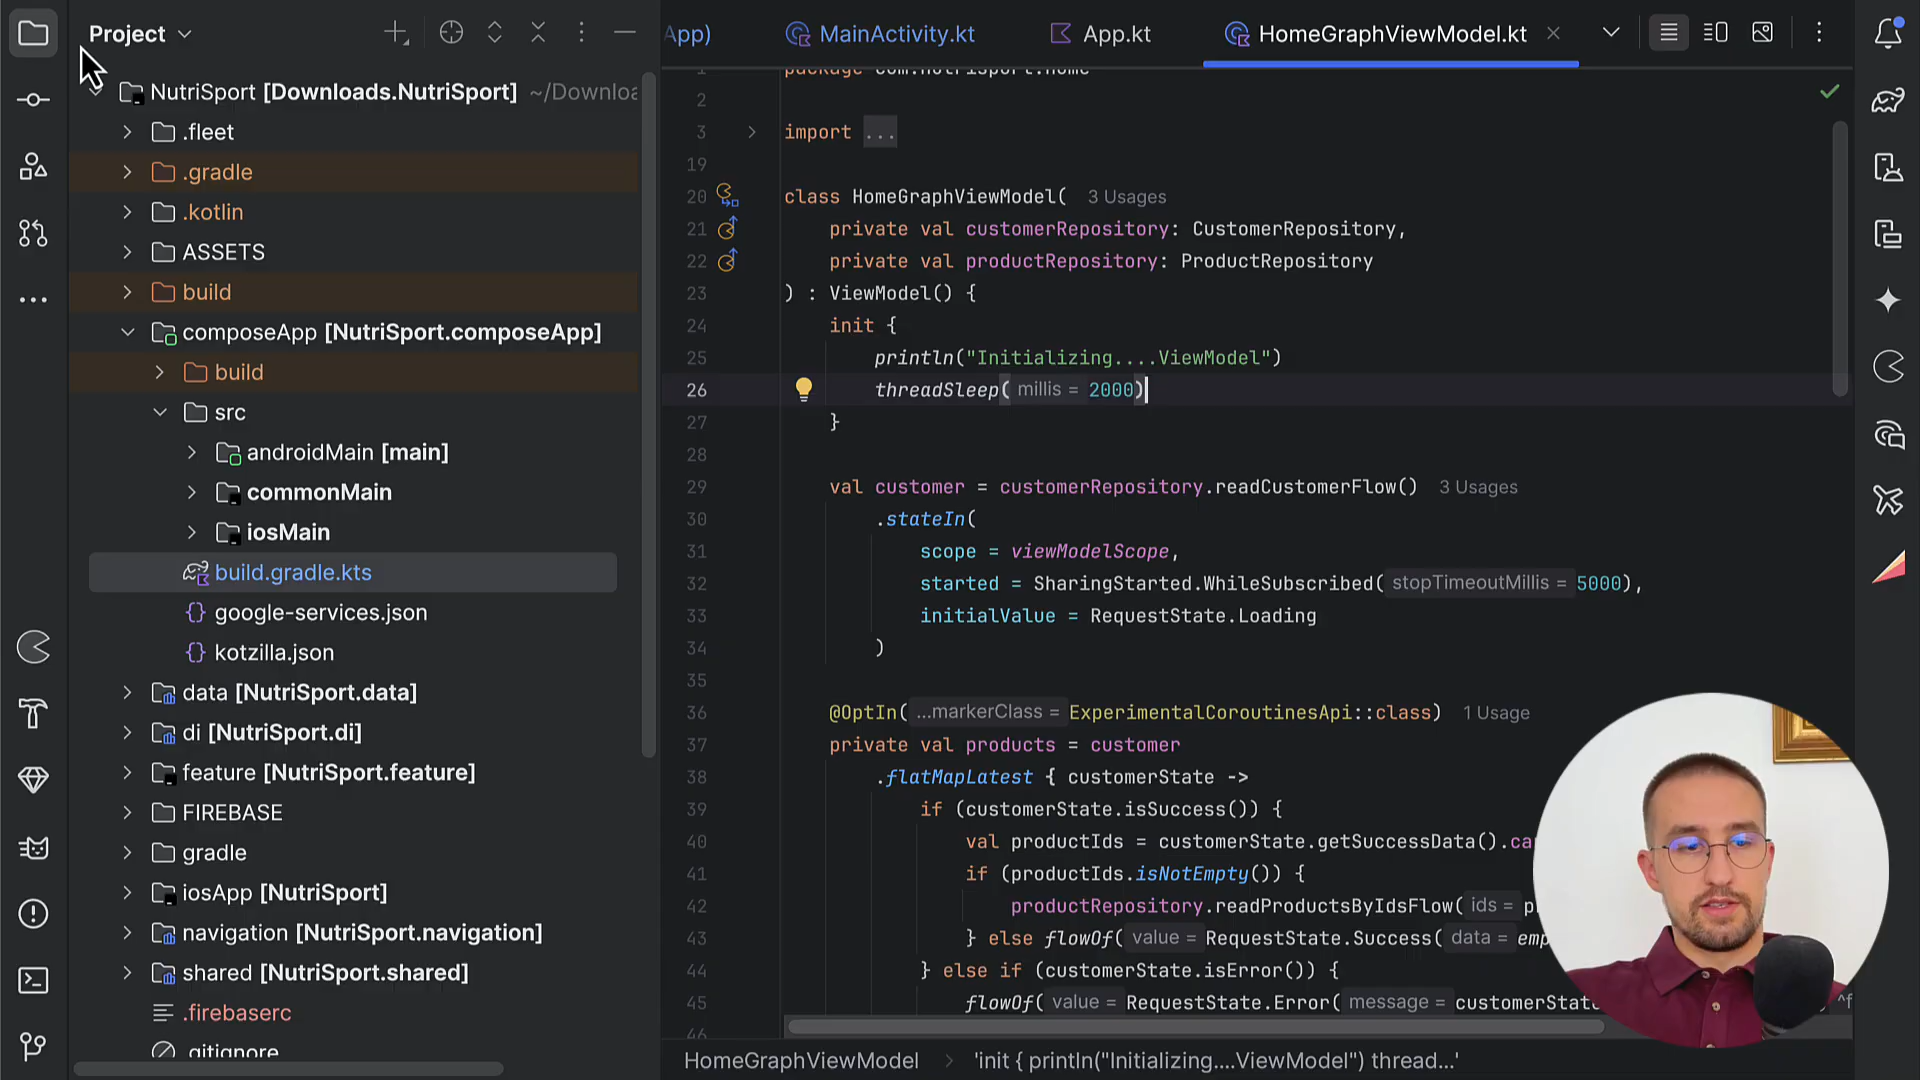 Project
NutriSport [Downloads.NutriSport] ~/Downloa
.fleet
.gradle
.kotlin
ASSETS
build
composeApp [NutriSport.composeApp]
build
src
androidMain [main]
commonMain
iosMain
build.gradle.kts
google-services.json
kotzilla.json
data [NutriSport.data]
di [NutriSport.di]
feature [NutriSport.feature]
FIREBASE
gradle
iosApp [NutriSport]
navigation [NutriSport.navigation]
shared [NutriSport.shared]
.firebaserc
.gitignore
App) MainActivity.kt App.kt HomeGraphViewModel.kt
1 package com.nutrisport.home
2
3 import ...
19
20 class HomeGraphViewModel( 3 Usages
21 private val customerRepository: CustomerRepository,
22 private val productRepository: ProductRepository
23 ) : ViewModel() {
24 init {
25 println("Initializing....ViewModel")
26 threadSleep( millis = 2000)
27 }
28
29 val customer = customerRepository.readCustomerFlow() 3 Usages
30 .stateIn(
31 scope = viewModelScope,
32 started = SharingStarted.WhileSubscribed( stopTimeoutMillis = 5000),
33 initialValue = RequestState.Loading
34 )
35
36 @OptIn( ...markerClass = ExperimentalCoroutinesApi::class) 1 Usage
37 private val products = customer
38 .flatMapLatest { customerState ->
39 if (customerState.isSuccess()) {
40 val productIds = customerState.getSuccessData().ca
41 if (productIds.isNotEmpty()) {
42 productRepository.readProductsByIdsFlow( ids = p
43 } else flowOf( value = RequestState.Success( data = emp
44 } else if (customerState.isError()) {
45 flowOf( value = RequestState.Error( message = customerStat
46
HomeGraphViewModel > 'init { println("Initializing....ViewModel") thread...'